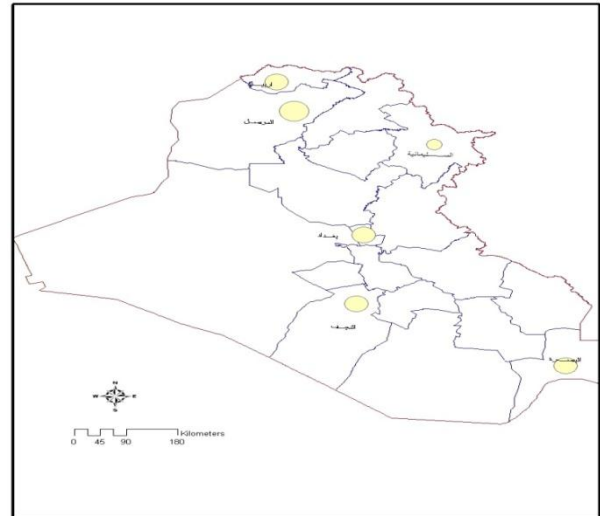 الموصل
السليمانية
بغداد
النجف
البصرة
N
W E
S
Kilometers
0 45 90 180